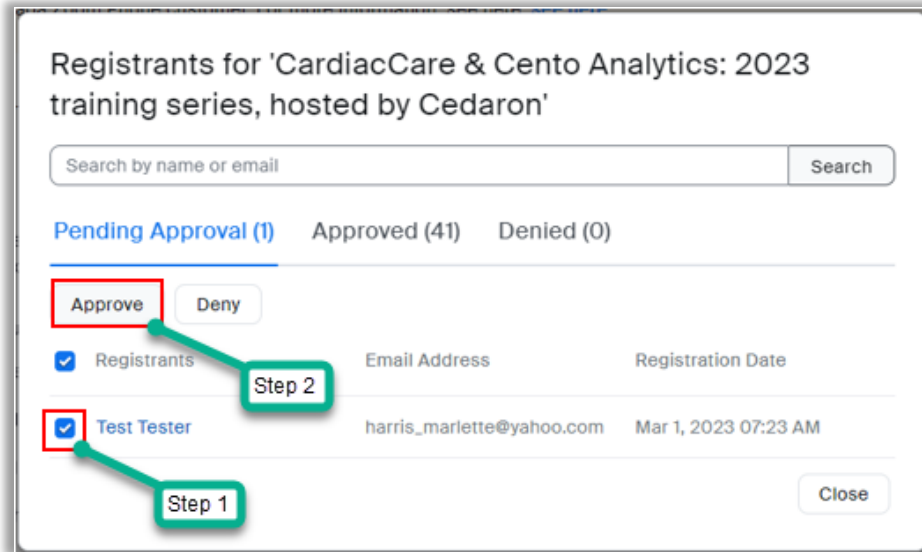 Registrants for 'CardiacCare & Cento Analytics: 2023
training series, hosted by Cedaron'
Search by name or email
Search
Pending Approval (1) Approved (41) Denied (0)
Approve Deny
Registrants Email Address Registration Date
Step 2
Test Tester harris_marlette@yahoo.com Mar 1, 2023 07:23 AM
Step 1
Close